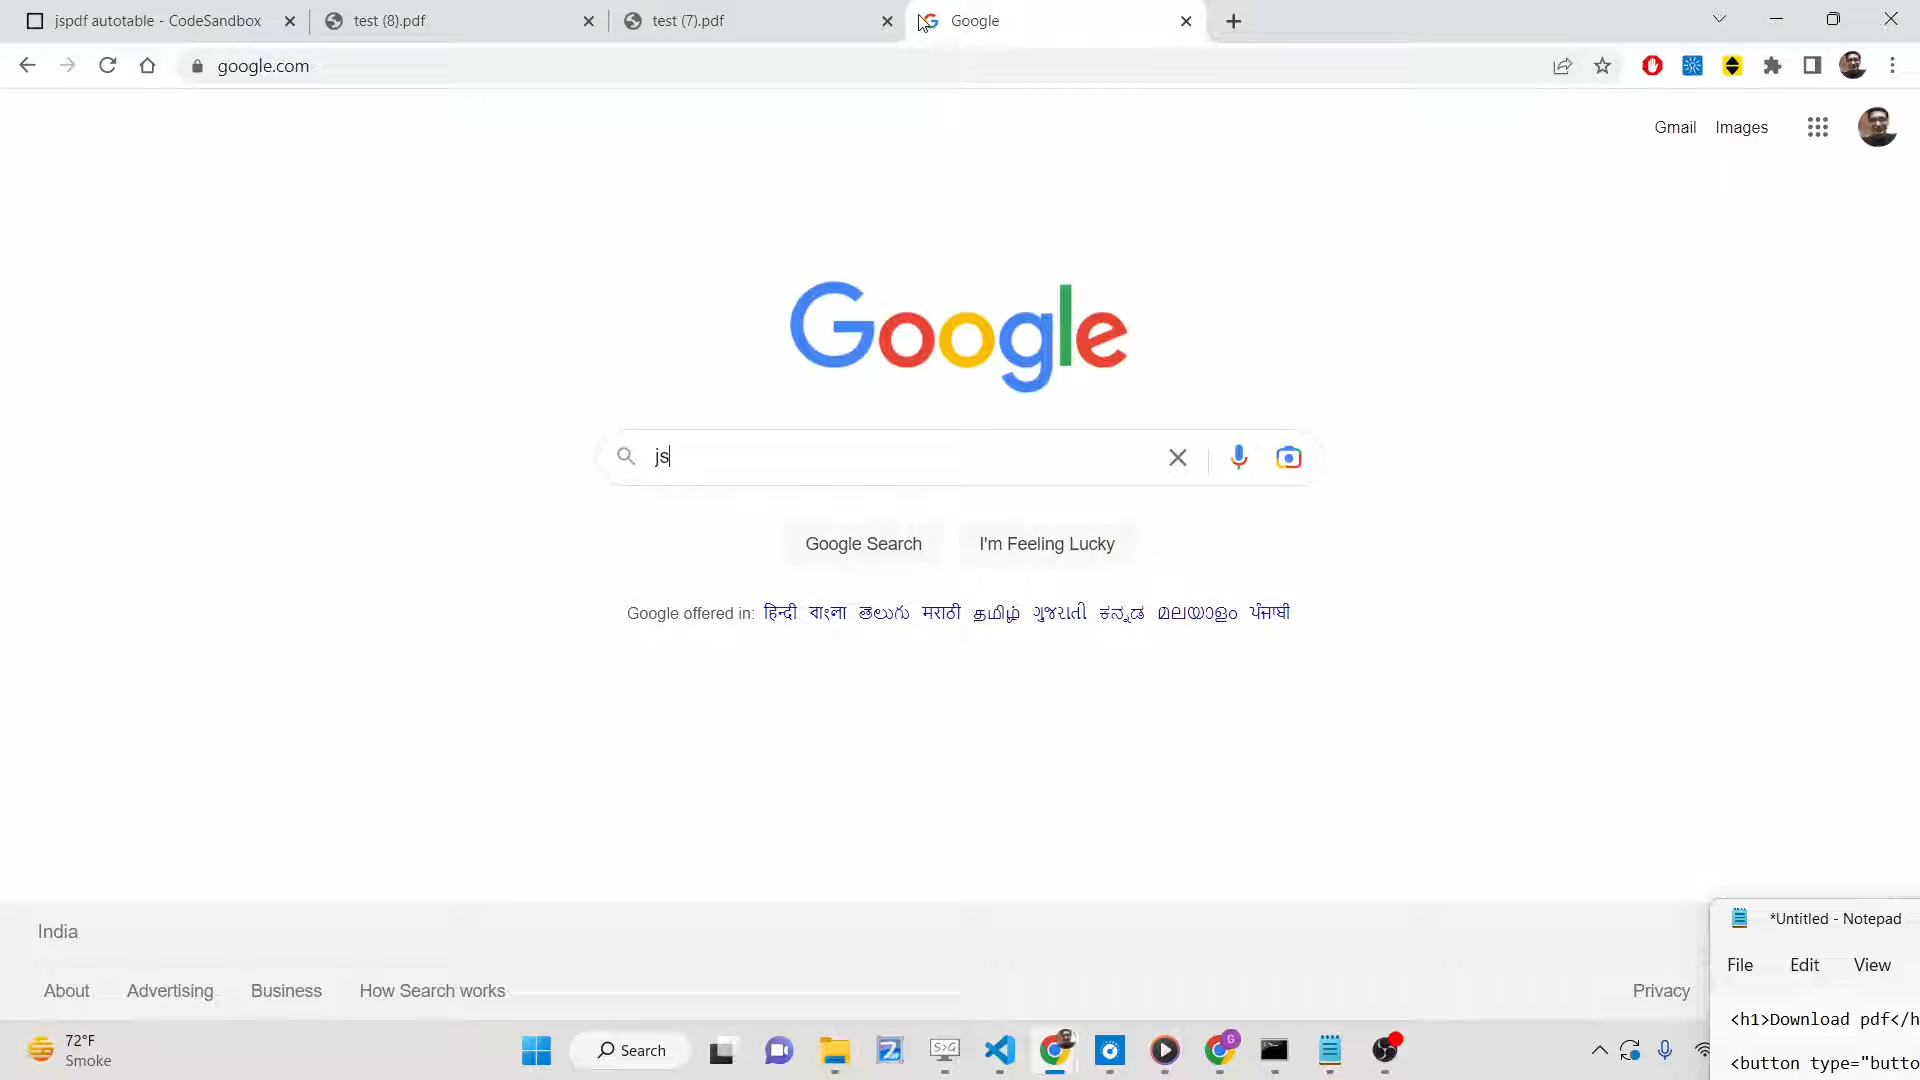 jspdf autotable - CodeSandbox
test (8).pdf
test (7).pdf
Google
google.com
Gmail Images
Google
js
Google Search I'm Feeling Lucky
Google offered in: हिन्दी বাংলা తెలుగు मराठी தமிழ் ગુજરાતી ಕನ್ನಡ മലയാളം ਪੰਜਾਬੀ
India
About Advertising Business How Search works Privacy
*Untitled - Notepad
File Edit View
<h1>Download pdf</h
<button type="butto
72°F
Smoke
Search
G